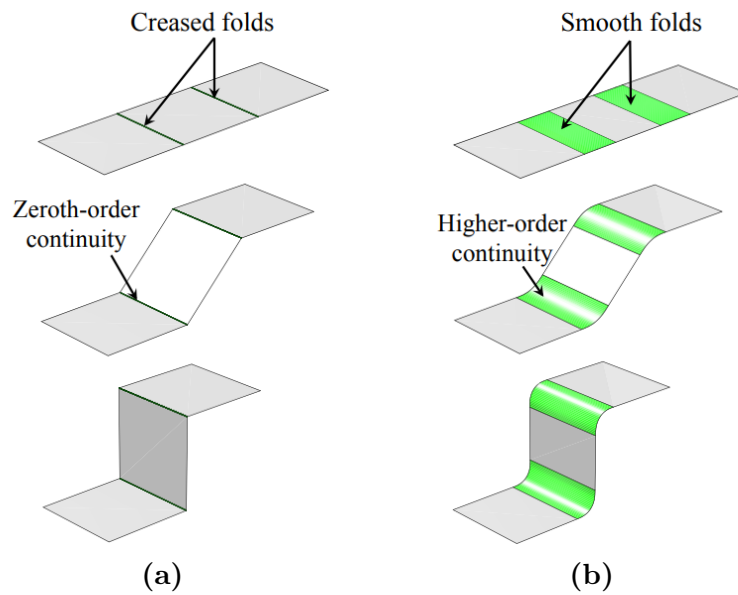 Creased folds
Smooth folds
Zeroth-order
continuity
Higher-order
continuity
(a)
(b)